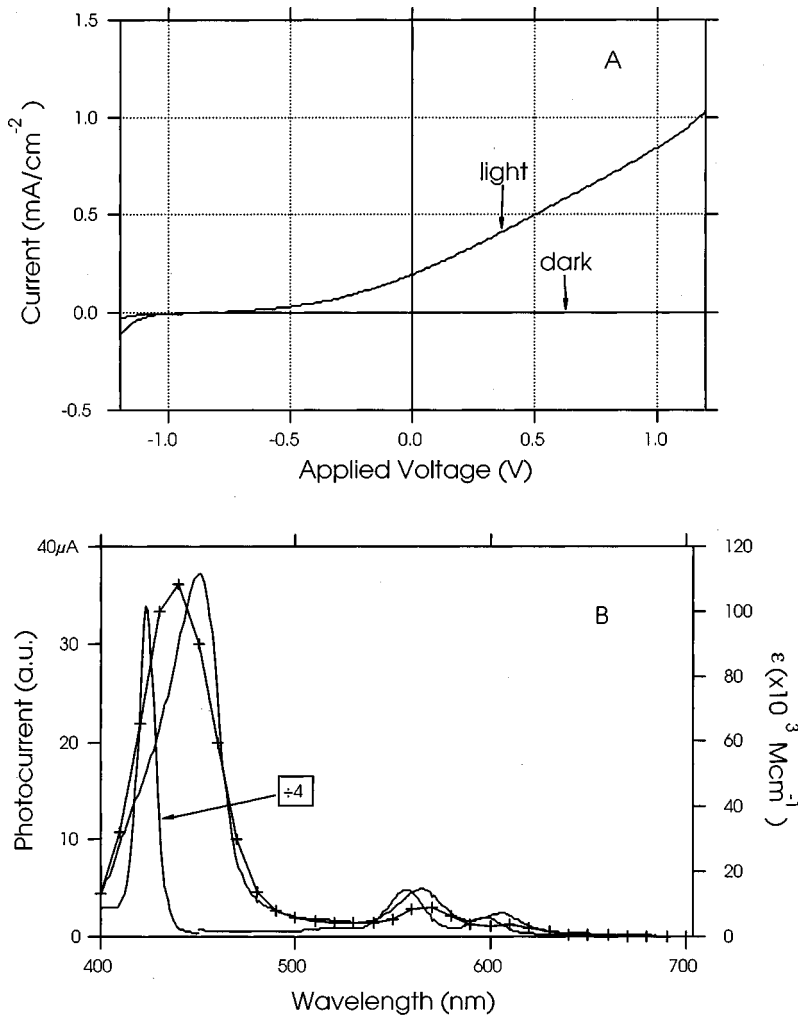 1.5
1.0
0.5
0.0
-0.5
Current (mA/cm⁻²)
A
light
dark
-1.0
-0.5
0.0
0.5
1.0
Applied Voltage (V)
40µA
30
20
10
0
Photocurrent (a.u.)
B
÷4
120
100
80
60
40
20
0
ε(x10³ Mcm⁻¹)
400
500
600
700
Wavelength (nm)